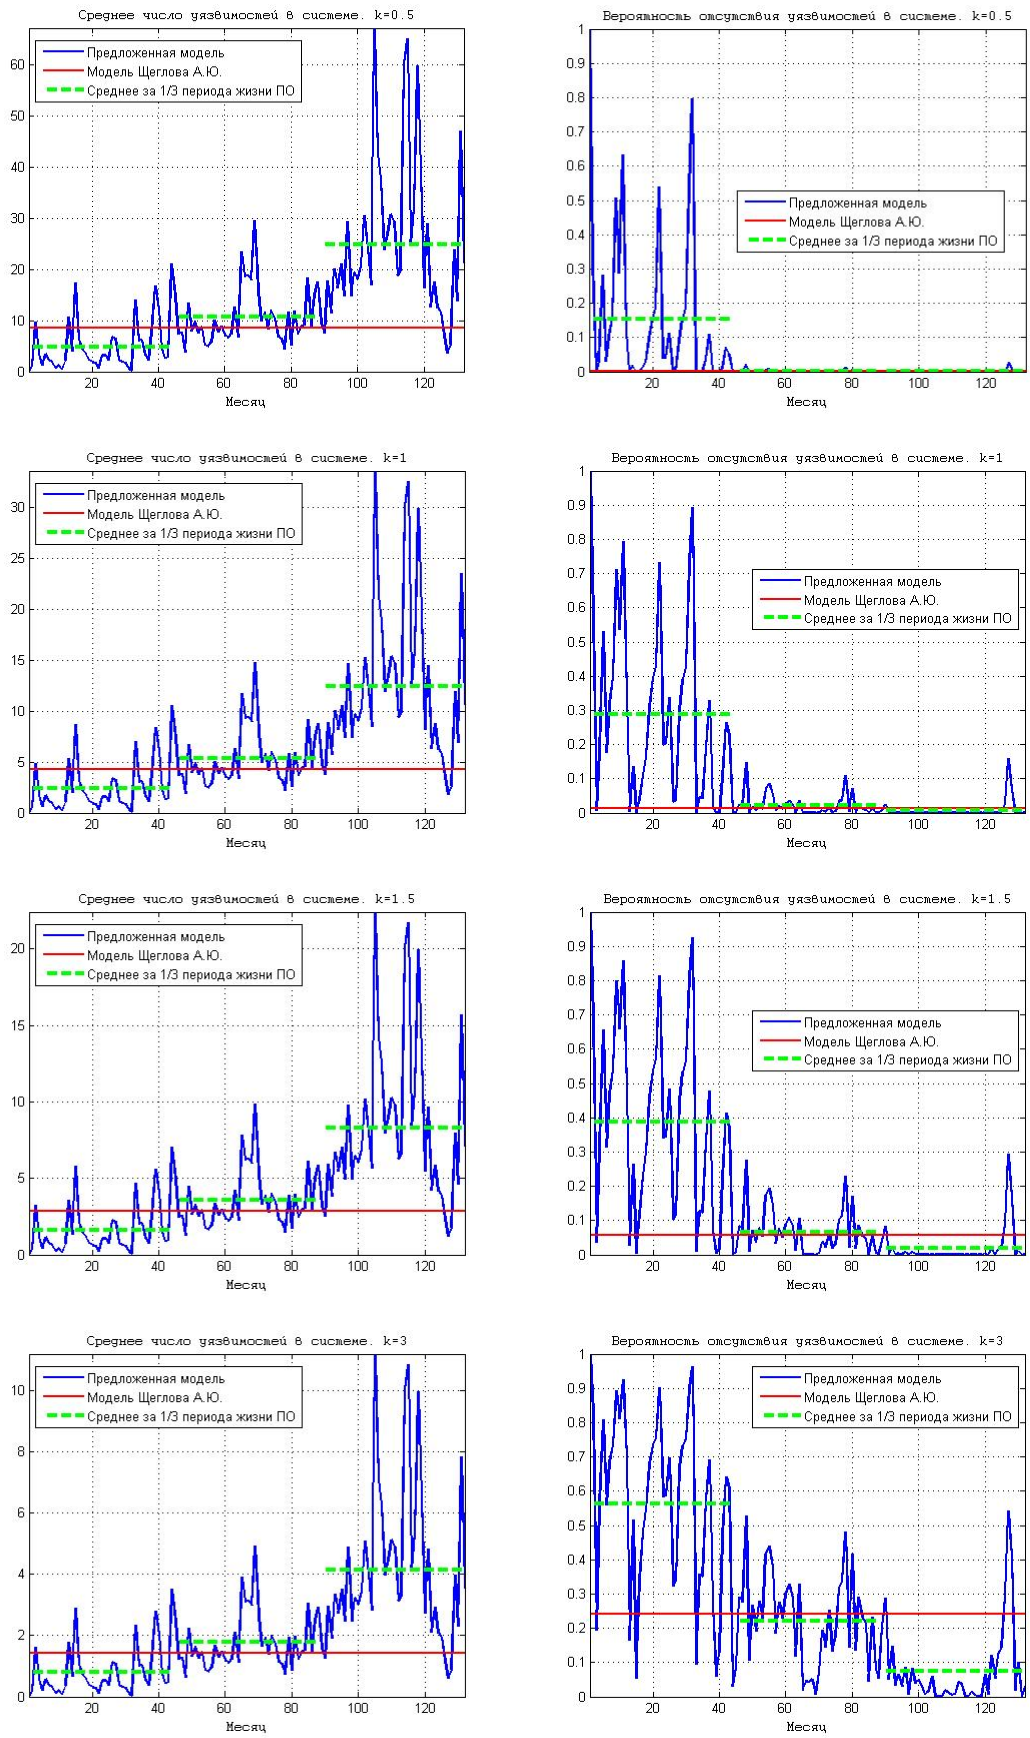 Среднее число уязвимостей в системе. k=0.5
Предложенная модель
Модель Щеглова А.Ю.
Среднее за 1/3 периода жизни ПО
60
50
40
30
20
10
0
20 40 60 80 100 120
Месяц
Вероятность отсутствия уязвимостей в системе. k=0.5
1
0.9
0.8
0.7
0.6
0.5
0.4
0.3
0.2
0.1
0
Предложенная модель
Модель Щеглова А.Ю.
Среднее за 1/3 периода жизни ПО
20 40 60 80 100 120
Месяц
Среднее число уязвимостей в системе. k=1
Предложенная модель
Модель Щеглова А.Ю.
Среднее за 1/3 периода жизни ПО
30
25
20
15
10
5
0
20 40 60 80 100 120
Месяц
Вероятность отсутствия уязвимостей в системе. k=1
1
0.9
0.8
0.7
0.6
0.5
0.4
0.3
0.2
0.1
0
Предложенная модель
Модель Щеглова А.Ю.
Среднее за 1/3 периода жизни ПО
20 40 60 80 100 120
Месяц
Среднее число уязвимостей в системе. k=1.5
Предложенная модель
Модель Щеглова А.Ю.
Среднее за 1/3 периода жизни ПО
20
15
10
5
0
20 40 60 80 100 120
Месяц
Вероятность отсутствия уязвимостей в системе. k=1.5
1
0.9
0.8
0.7
0.6
0.5
0.4
0.3
0.2
0.1
0
Предложенная модель
Модель Щеглова А.Ю.
Среднее за 1/3 периода жизни ПО
20 40 60 80 100 120
Месяц
Среднее число уязвимостей в системе. k=3
Предложенная модель
Модель Щеглова А.Ю.
Среднее за 1/3 периода жизни ПО
10
8
6
4
2
0
20 40 60 80 100 120
Месяц
Вероятность отсутствия уязвимостей в системе. k=3
1
0.9
0.8
0.7
0.6
0.5
0.4
0.3
0.2
0.1
0
Предложенная модель
Модель Щеглова А.Ю.
Среднее за 1/3 периода жизни ПО
20 40 60 80 100 120
Месяц